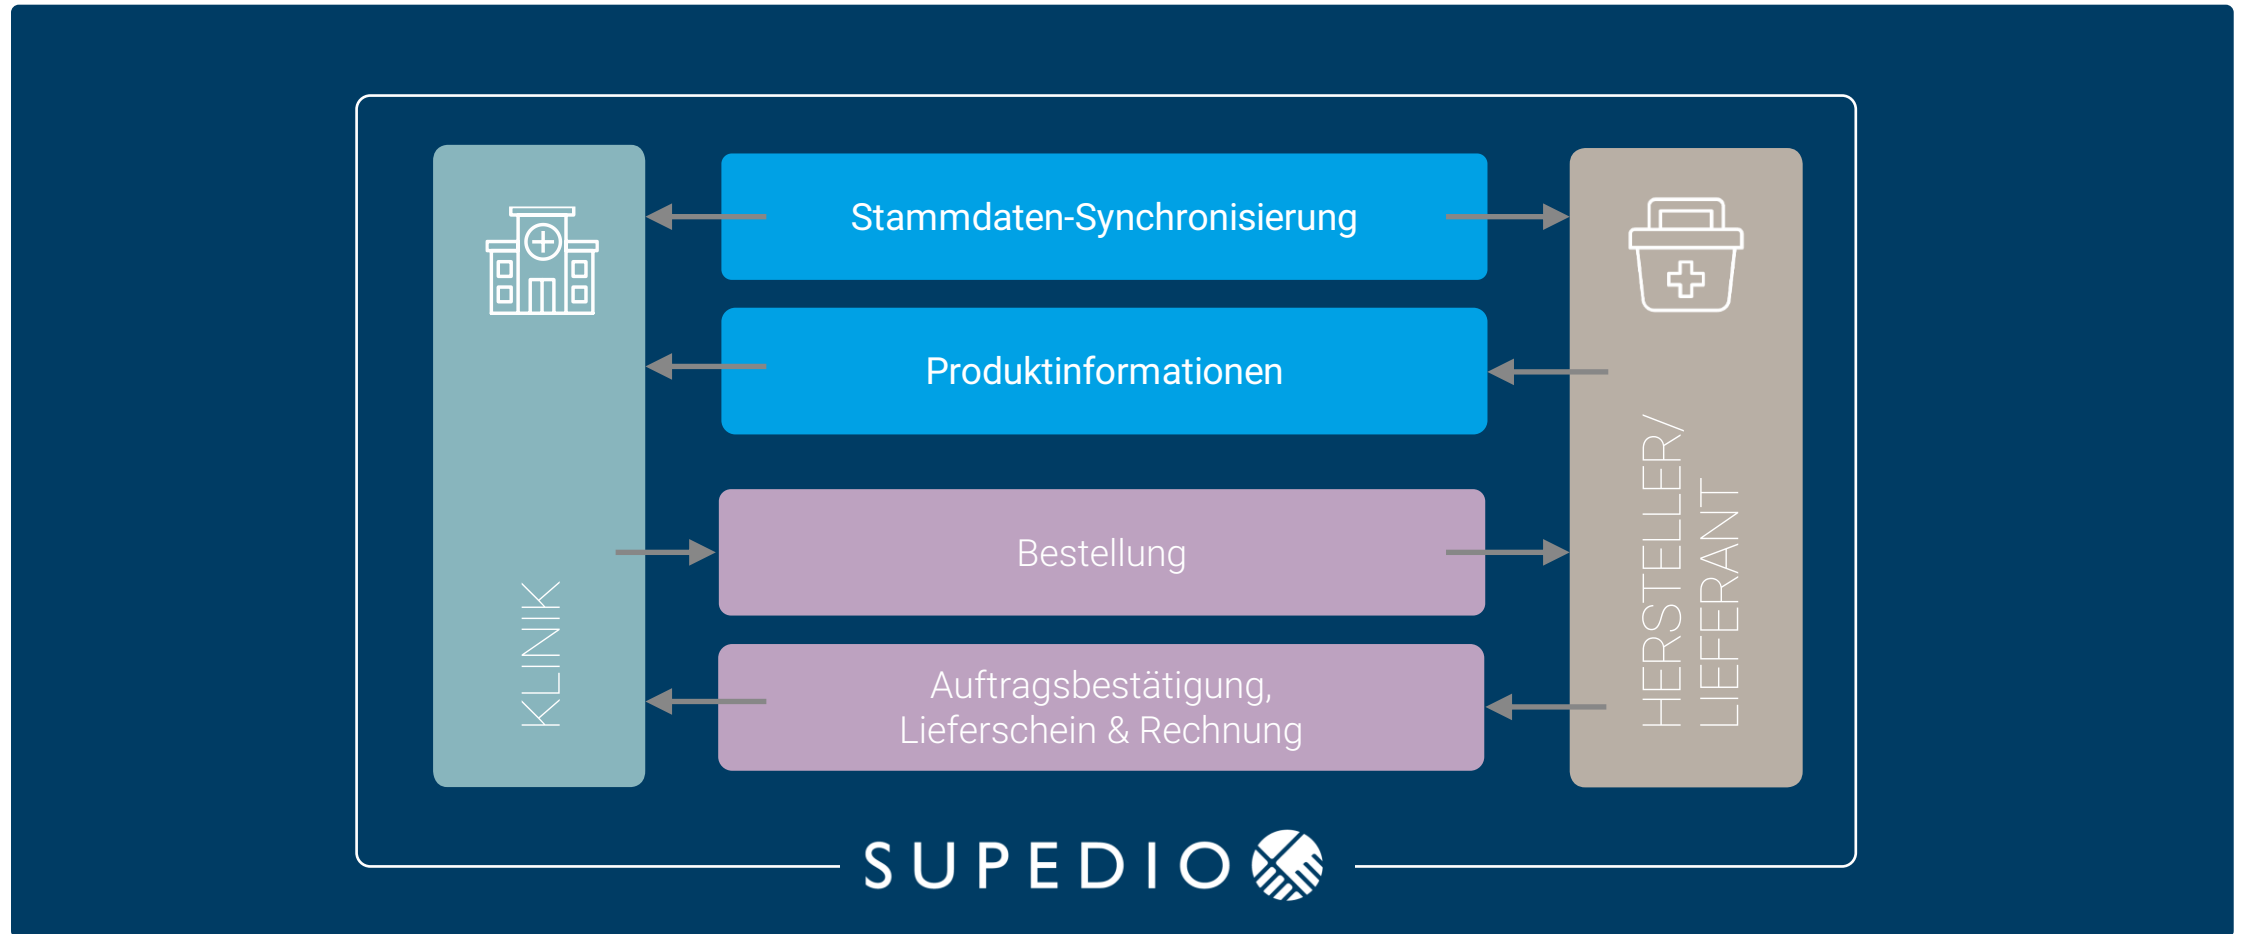 Stammdaten-Synchronisierung
Produktinformationen
Bestellung
Auftragsbestätigung,
Lieferschein & Rechnung
KLINIK
HERSTELLER/
LIEFERANT
SUPEDIO